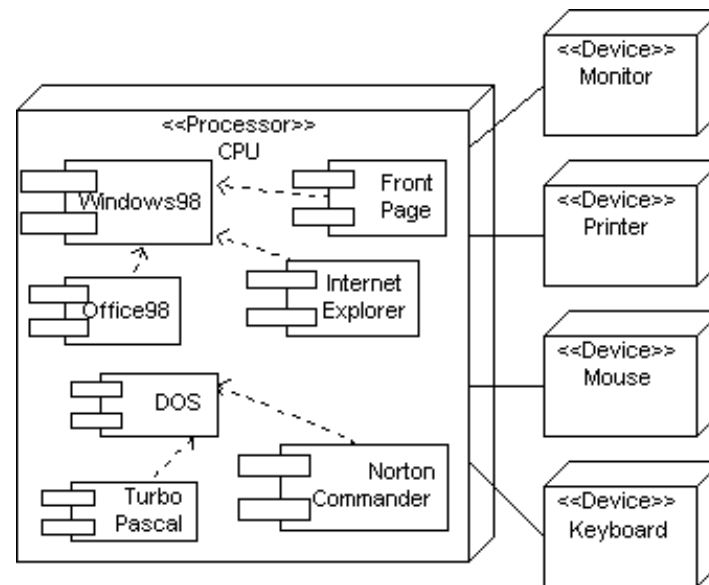 <<Processor>>
CPU
Windows98
Front
Page
Office98
Internet
Explorer
DOS
Turbo
Pascal
Norton
Commander
<<Device>>
Monitor
<<Device>>
Printer
<<Device>>
Mouse
<<Device>>
Keyboard